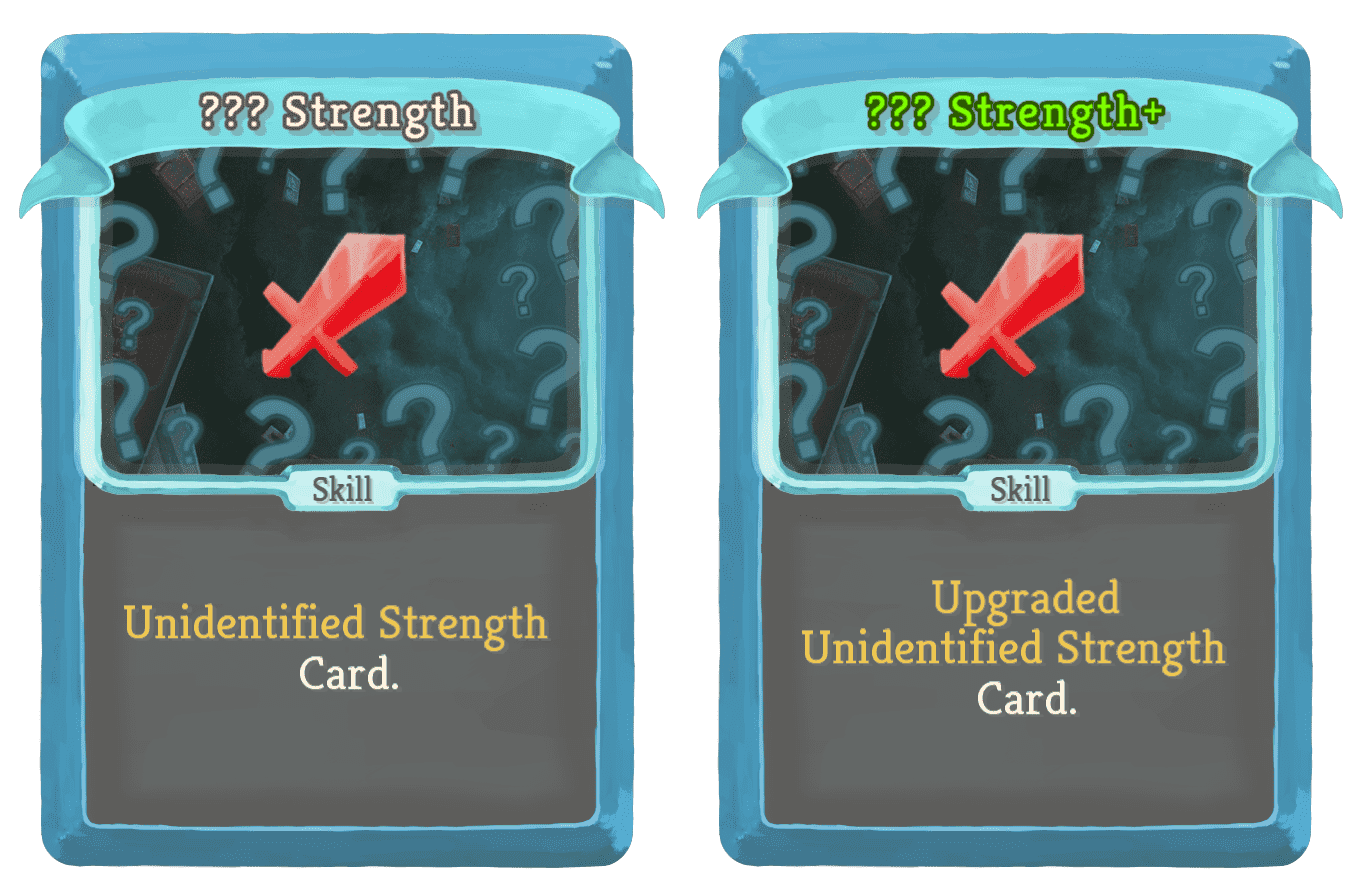 ??? Strength
Skill
Unidentified Strength
Card.
??? Strength+
Skill
Upgraded
Unidentified Strength
Card.